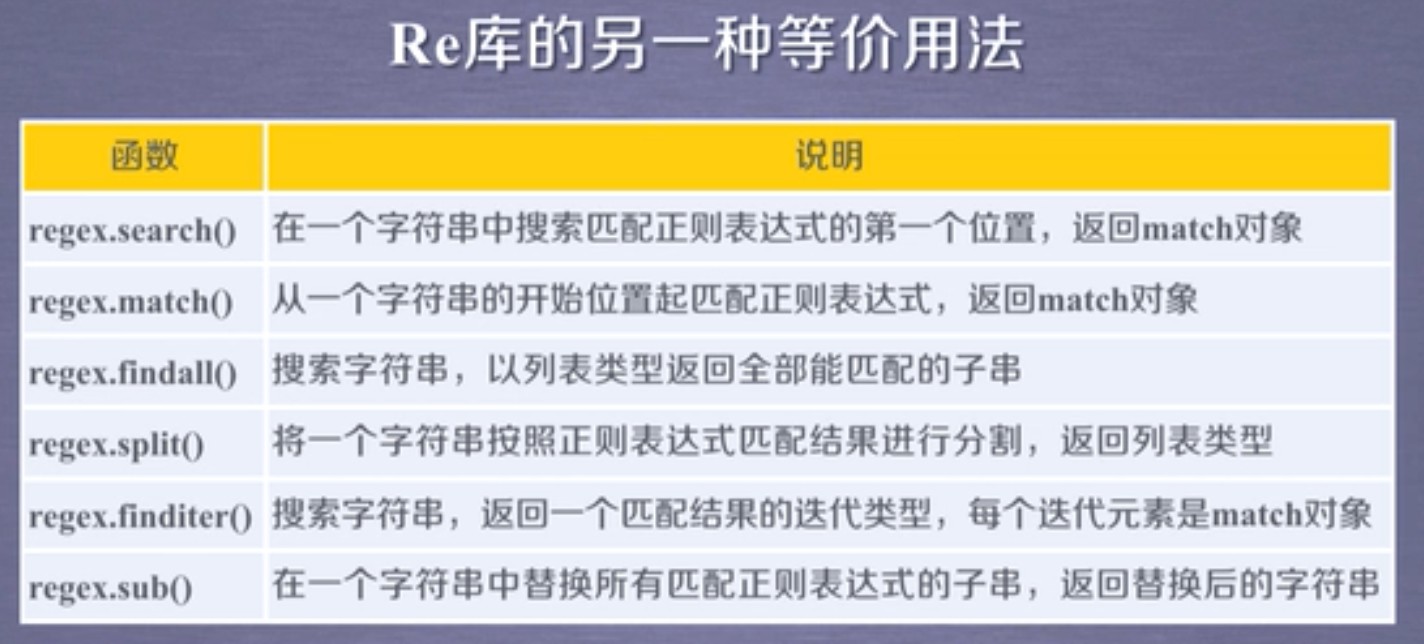 Re库的另一种等价用法
函数 说明
regex.search() 在一个字符串中搜索匹配正则表达式的第一个位置，返回match对象
regex.match() 从一个字符串的开始位置起匹配正则表达式，返回match对象
regex.findall() 搜索字符串，以列表类型返回全部能匹配的子串
regex.split() 将一个字符串按照正则表达式匹配结果进行分割，返回列表类型
regex.finditer() 搜索字符串，返回一个匹配结果的迭代类型，每个迭代元素是match对象
regex.sub() 在一个字符串中替换所有匹配正则表达式的子串，返回替换后的字符串